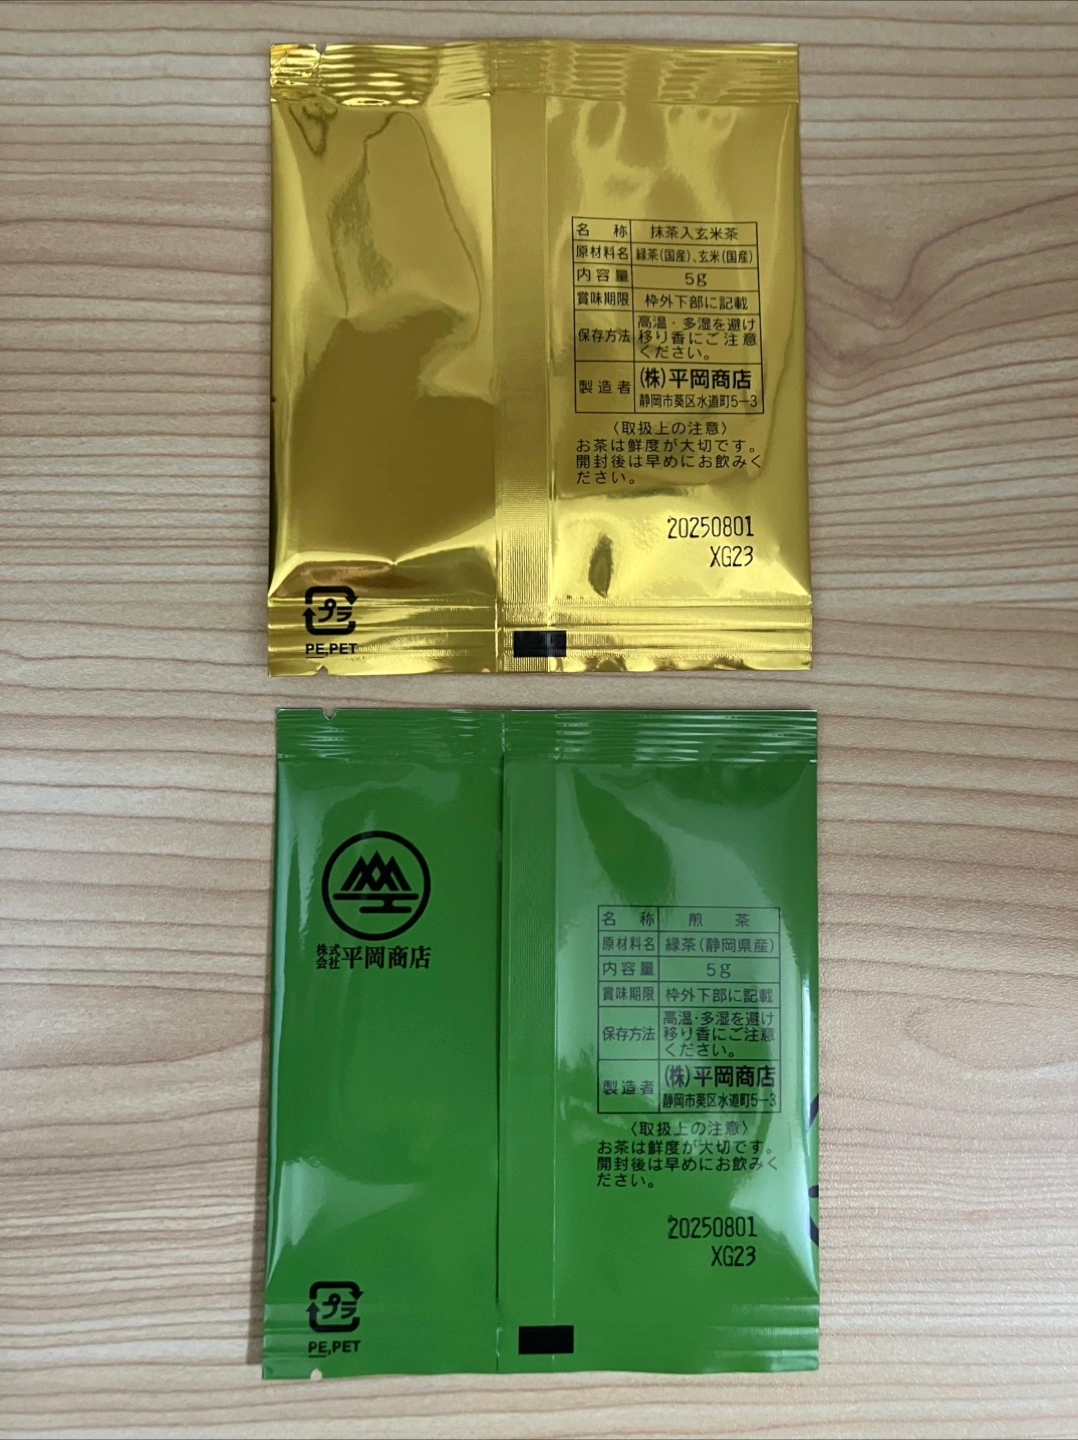 名称 抹茶入玄米茶
原材料名 緑茶(国産)、玄米(国産)
内容量 5g
賞味期限 枠外下部に記載
保存方法 高温・多湿を避け
移り香にご注意
ください。
製造者 (株)平岡商店
静岡市葵区水道町5-3
〈取扱上の注意〉
お茶は鮮度が大切です。
開封後は早めにお飲みく
ださい。
20250801
XG23
プラ
PE,PET
株式会社平岡商店
名称 煎茶
原材料名 緑茶(静岡県産)
内容量 5g
賞味期限 枠外下部に記載
保存方法 高温・多湿を避け
移り香にご注意
ください。
製造者 (株)平岡商店
静岡市葵区水道町5-3
〈取扱上の注意〉
お茶は鮮度が大切です。
開封後は早めにお飲みく
ださい。
20250801
XG23
プラ
PE,PET